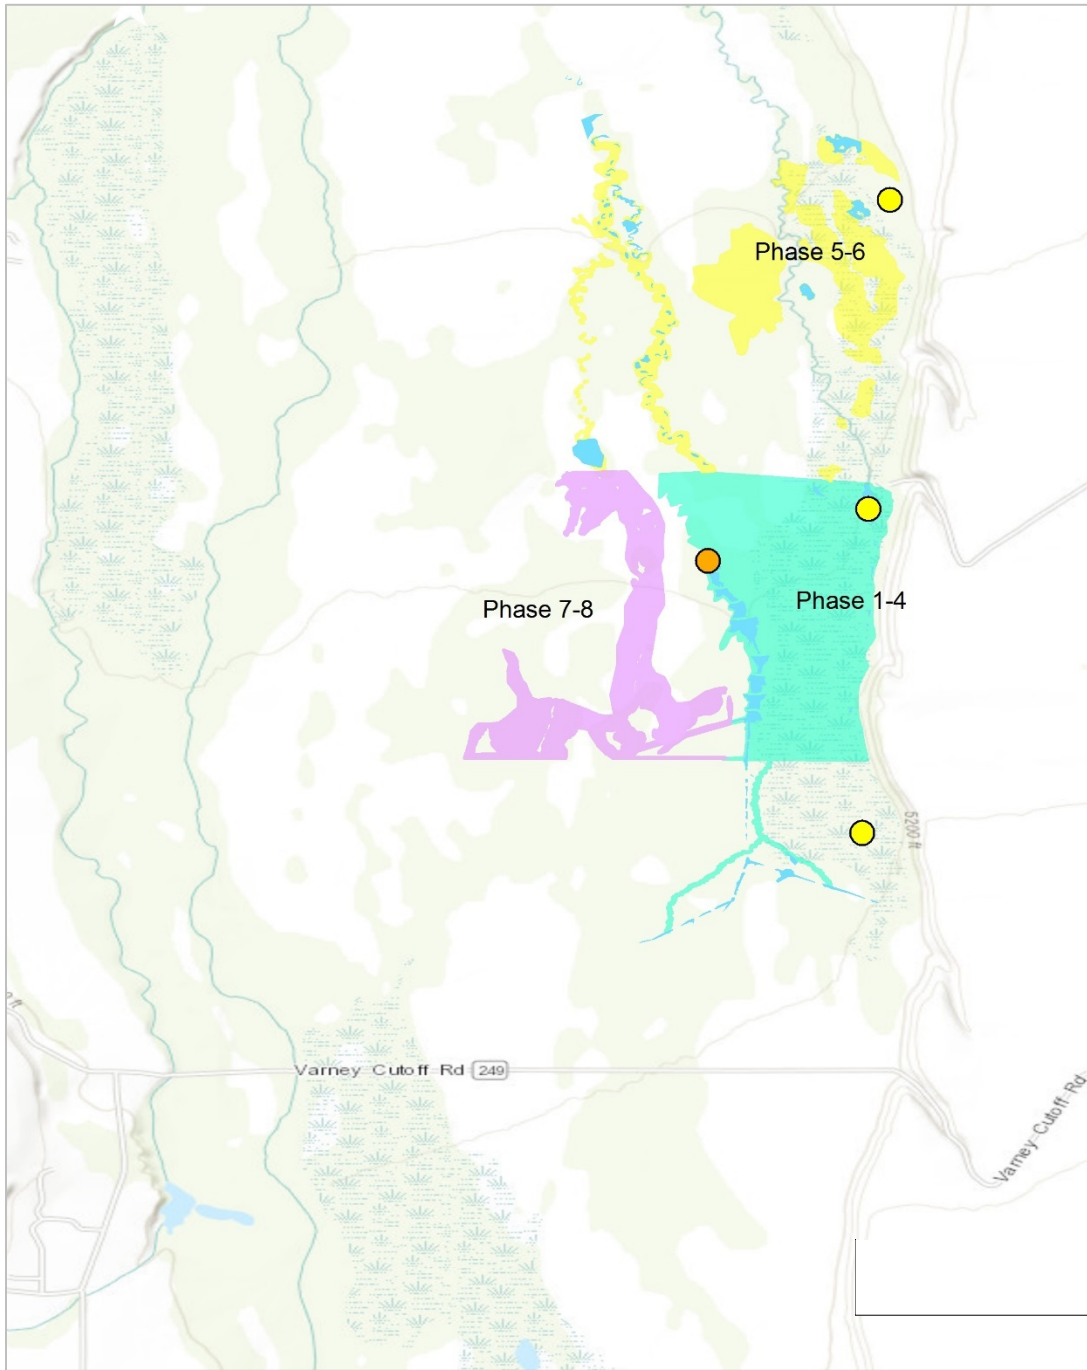 Phase 5-6
Phase 1-4
Phase 7-8
5200 ft
Varney Cutoff Rd 249
Varney Cutoff Rd